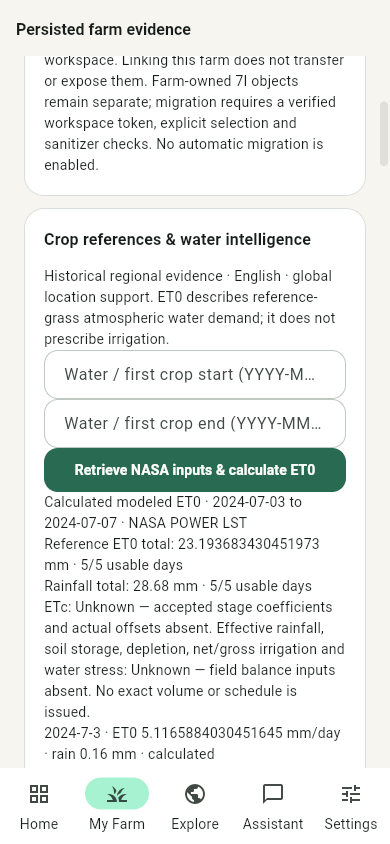 Persisted farm evidence
workspace. Linking this farm does not transfer
or expose them. Farm-owned 7I objects
remain separate; migration requires a verified
workspace token, explicit selection and
sanitizer checks. No automatic migration is
enabled.
Crop references & water intelligence
Historical regional evidence · English · global
location support. ET0 describes reference-
grass atmospheric water demand; it does not
prescribe irrigation.
Water / first crop start (YYYY-M…
Water / first crop end (YYYY-MM…
Retrieve NASA inputs & calculate ET0
Calculated modeled ET0 · 2024-07-03 to
2024-07-07 · NASA POWER LST
Reference ET0 total: 23.193683430451973
mm · 5/5 usable days
Rainfall total: 28.68 mm · 5/5 usable days
ETc: Unknown — accepted stage coefficients
and actual offsets absent. Effective rainfall,
soil storage, depletion, net/gross irrigation and
water stress: Unknown — field balance inputs
absent. No exact volume or schedule is
issued.
2024-7-3 · ET0 5.1165884030451645 mm/day
· rain 0.16 mm · calculated
Home
My Farm
Explore
Assistant
Settings